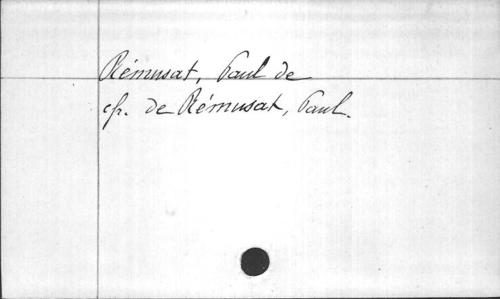 Rémusat, Paul de
cfr. de Rémusat, Paul.